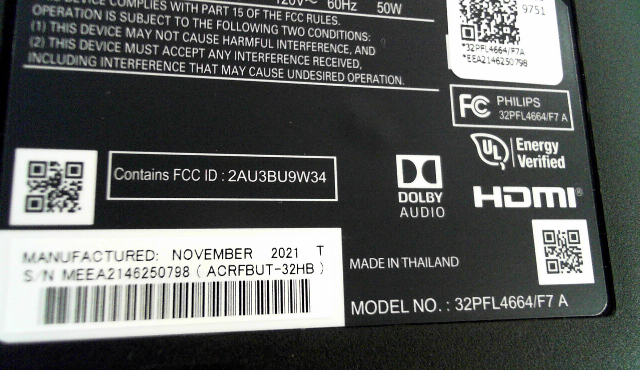 120V~ 60Hz 50W
DEVICE COMPLIES WITH PART 15 OF THE FCC RULES.
OPERATION IS SUBJECT TO THE FOLLOWING TWO CONDITIONS:
(1) THIS DEVICE MAY NOT CAUSE HARMFUL INTERFERENCE, AND
(2) THIS DEVICE MUST ACCEPT ANY INTERFERENCE RECEIVED,
INCLUDING INTERFERENCE THAT MAY CAUSE UNDESIRED OPERATION.
9751
*32PFL4664/F7A
*EEA2146250798
FC PHILIPS
32PFL4664/F7 A
UL Energy
Verified
Contains FCC ID : 2AU3BU9W34
DOLBY
AUDIO
HDMI®
MANUFACTURED: NOVEMBER 2021 T
S/N MEEA2146250798 ( ACRFBUT-32HB )
MADE IN THAILAND
MODEL NO. : 32PFL4664/F7 A